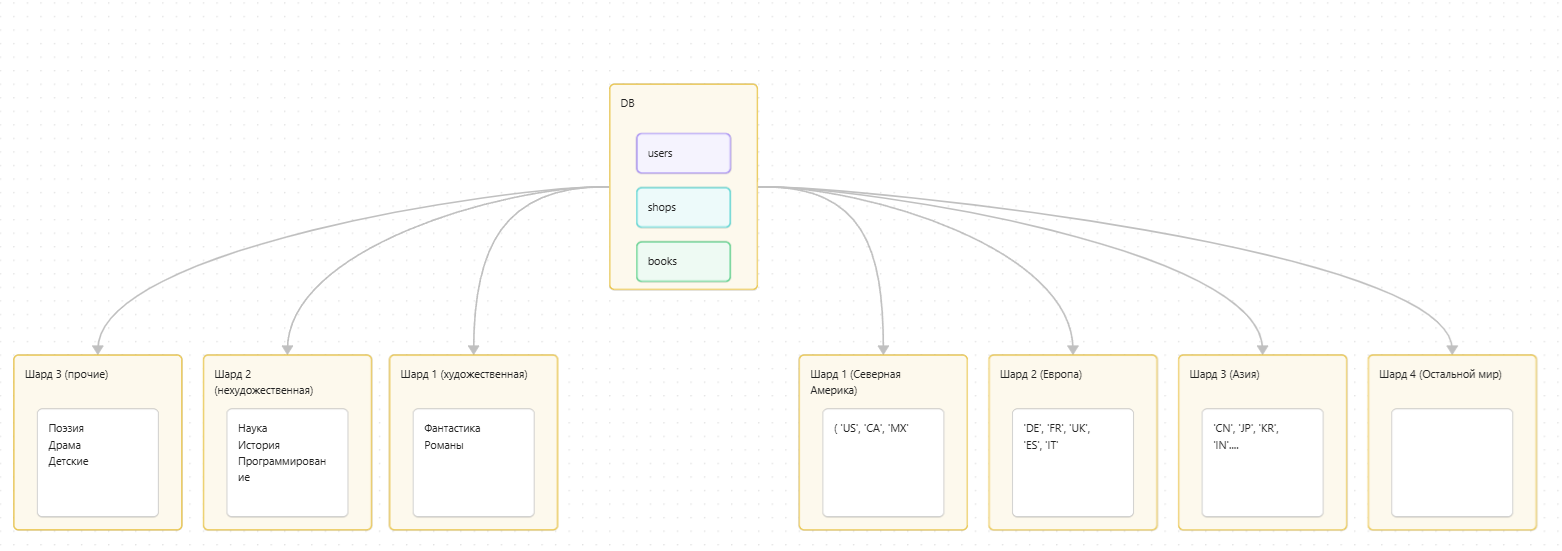 DB
users
shops
books
Шард 3 (прочие)
Поэзия
Драма
Детские
Шард 2
(нехудожественная)
Наука
История
Программирован
ие
Шард 1 (художественная)
Фантастика
Романы
Шард 1 (Северная
Америка)
( 'US', 'CA', 'MX'
Шард 2 (Европа)
'DE', 'FR', 'UK',
'ES', 'IT'
Шард 3 (Азия)
'CN', 'JP', 'KR',
'IN'....
Шард 4 (Остальной мир)